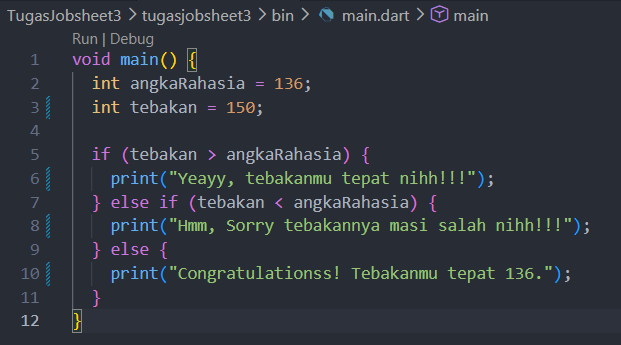 TugasJobsheet3 > tugasjobsheet3 > bin > main.dart > main
Run | Debug
1 void main() {
2 int angkaRahasia = 136;
3 int tebakan = 150;
4
5 if (tebakan > angkaRahasia) {
6 print("Yeayy, tebakanmu tepat nihh!!!");
7 } else if (tebakan < angkaRahasia) {
8 print("Hmm, Sorry tebakannya masi salah nihh!!!");
9 } else {
10 print("Congratulationss! Tebakanmu tepat 136.");
11 }
12 }